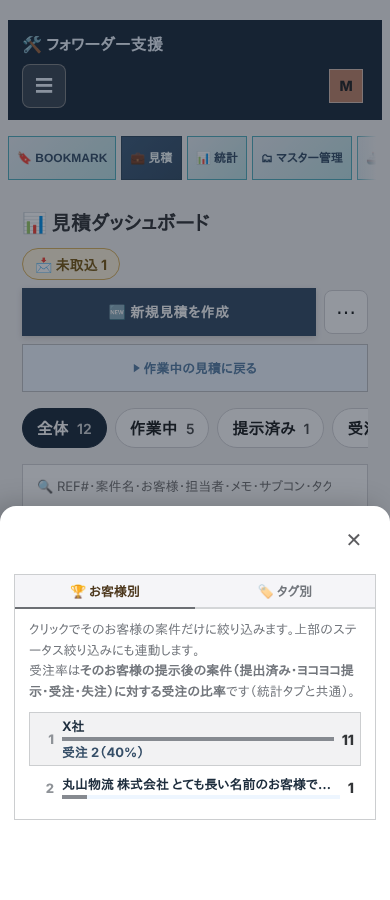 🛠️ フォワーダー支援
☰
M
🔖 BOOKMARK
💼 見積
📊 統計
🗂 マスター管理
📊 見積ダッシュボード
📩 未取込 1
🆕 新規見積を作成
⋯
▶ 作業中の見積に戻る
全体 12
作業中 5
提示済み 1
🔍 REF#・案件名・お客様・担当者・メモ・サブコン・タク
✕
🏆 お客様別
🏷️ タグ別
クリックでそのお客様の案件だけに絞り込みます。上部のステ
ータス絞り込みにも連動します。
受注率はそのお客様の提示後の案件（提出済み・ヨコヨコ提
示・受注・失注）に対する受注の比率です（統計タブと共通）。
1
X社
11
受注 2（40%）
2
丸山物流 株式会社 とても長い名前のお客様で…
1